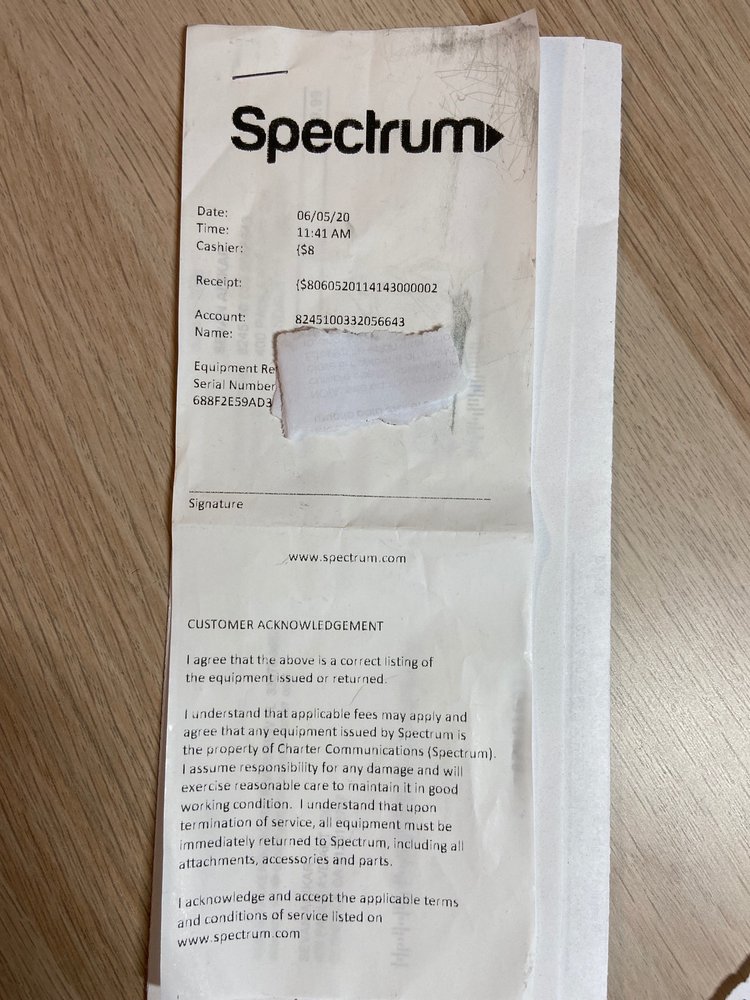 Spectrum
Date: 06/05/20
Time: 11:41 AM
Cashier: {$8
Receipt: {$8060520114143000002
Account: 8245100332056643
Name:
Equipment Re
Serial Number
688F2E59AD3
Signature
www.spectrum.com
CUSTOMER ACKNOWLEDGEMENT
I agree that the above is a correct listing of
the equipment issued or returned.
I understand that applicable fees may apply and
agree that any equipment issued by Spectrum is
the property of Charter Communications (Spectrum).
I assume responsibility for any damage and will
exercise reasonable care to maintain it in good
working condition. I understand that upon
termination of service, all equipment must be
immediately returned to Spectrum, including all
attachments, accessories and parts.
I acknowledge and accept the applicable terms
and conditions of service listed on
www.spectrum.com